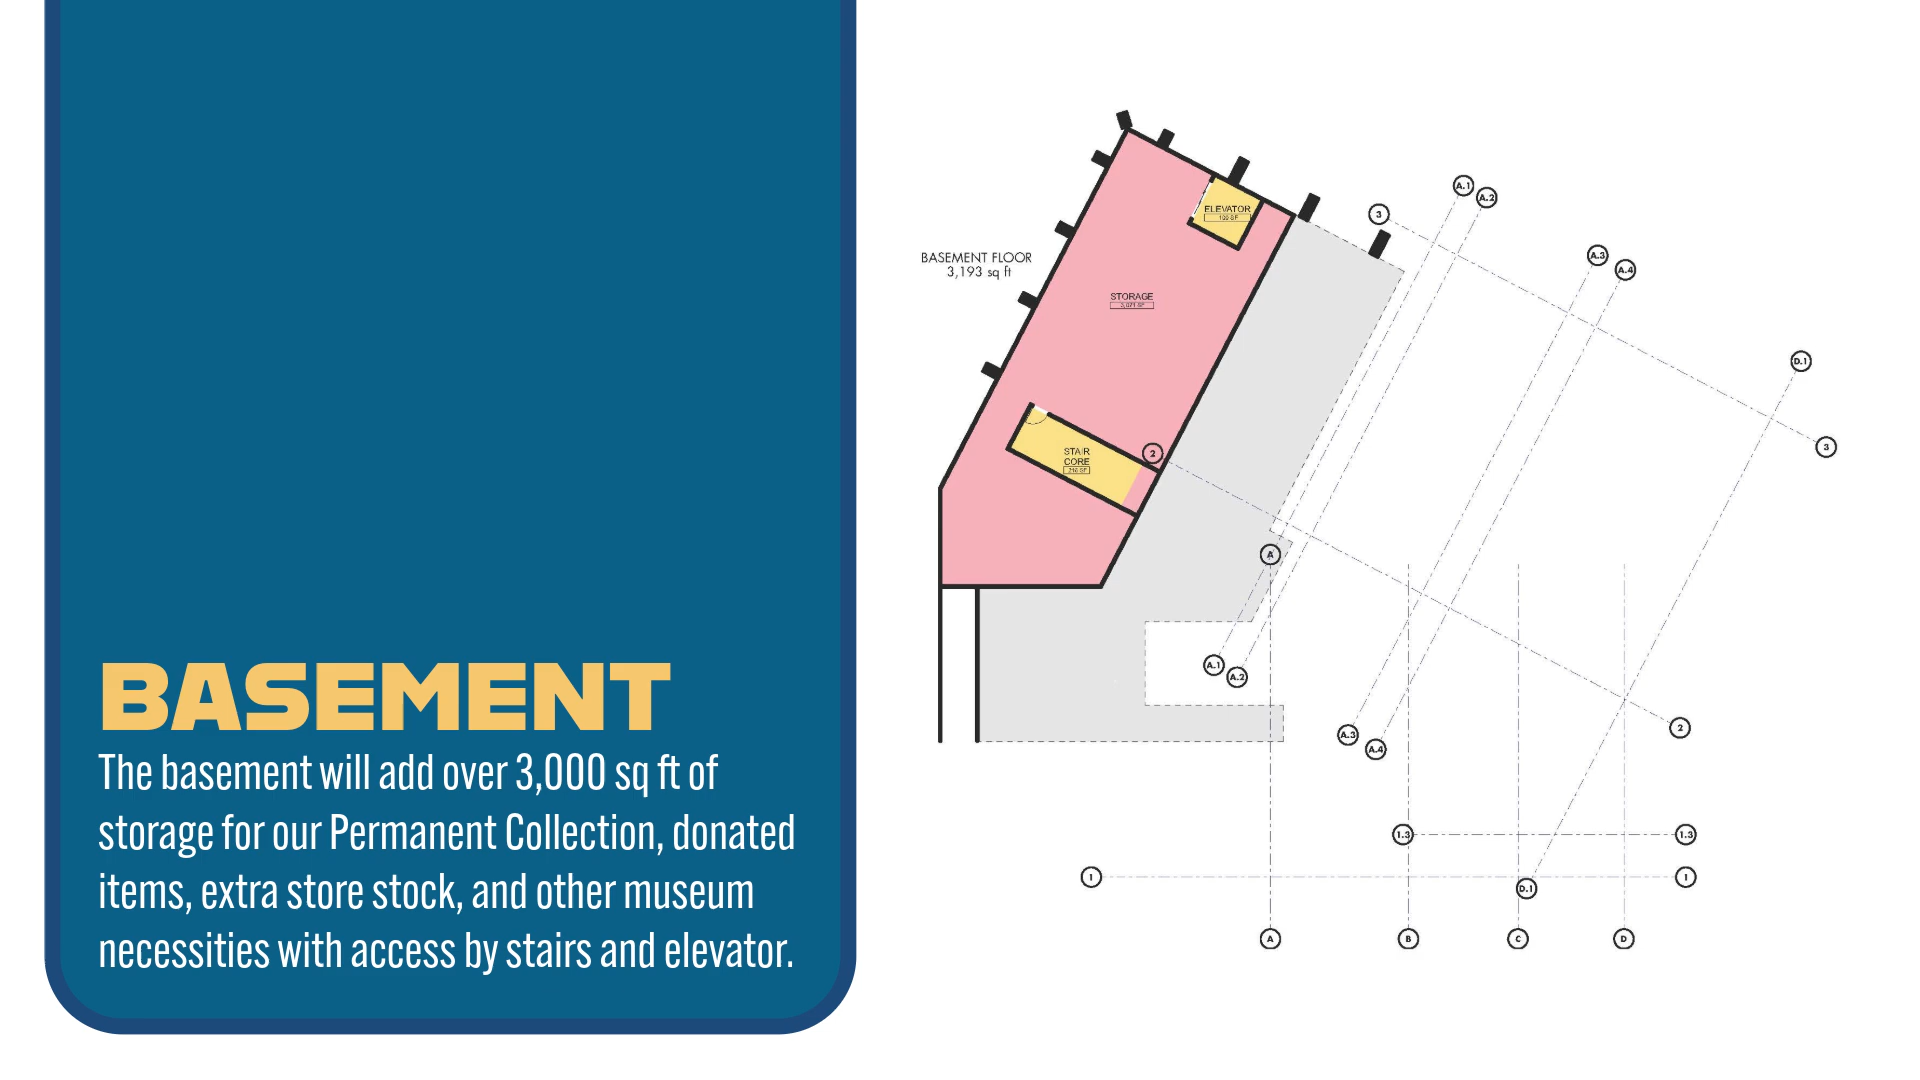 BASEMENT
The basement will add over 3,000 sq ft of
storage for our Permanent Collection, donated
items, extra store stock, and other museum
necessities with access by stairs and elevator.
BASEMENT FLOOR
3,193 sq ft
ELEVATOR
STORAGE
STAIR
CORE
A.1
A.2
3
A.3
A.4
D.1
3
2
A
A.1
A.2
A.3
A.4
2
1.3
1.3
1
1
D.1
A
B
C
D